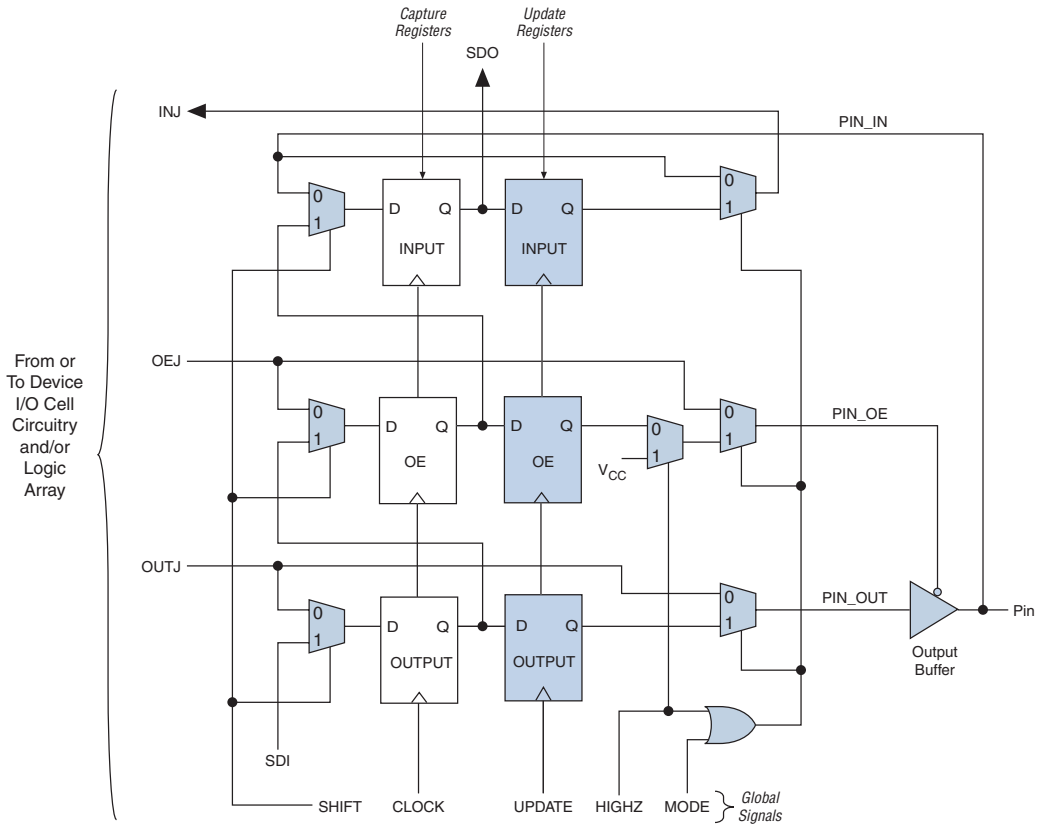 Capture
Registers
Update
Registers
SDO
INJ
PIN_IN
0
1
D Q
INPUT
D Q
INPUT
0
1
From or
To Device
I/O Cell
Circuitry
and/or
Logic
Array
OEJ
0
1
D Q
OE
D Q
OE
0
1
VCC
0
1
PIN_OE
OUTJ
0
1
D Q
OUTPUT
D Q
OUTPUT
0
1
PIN_OUT
Pin
Output
Buffer
SDI
SHIFT
CLOCK
UPDATE
HIGHZ
MODE
Global
Signals